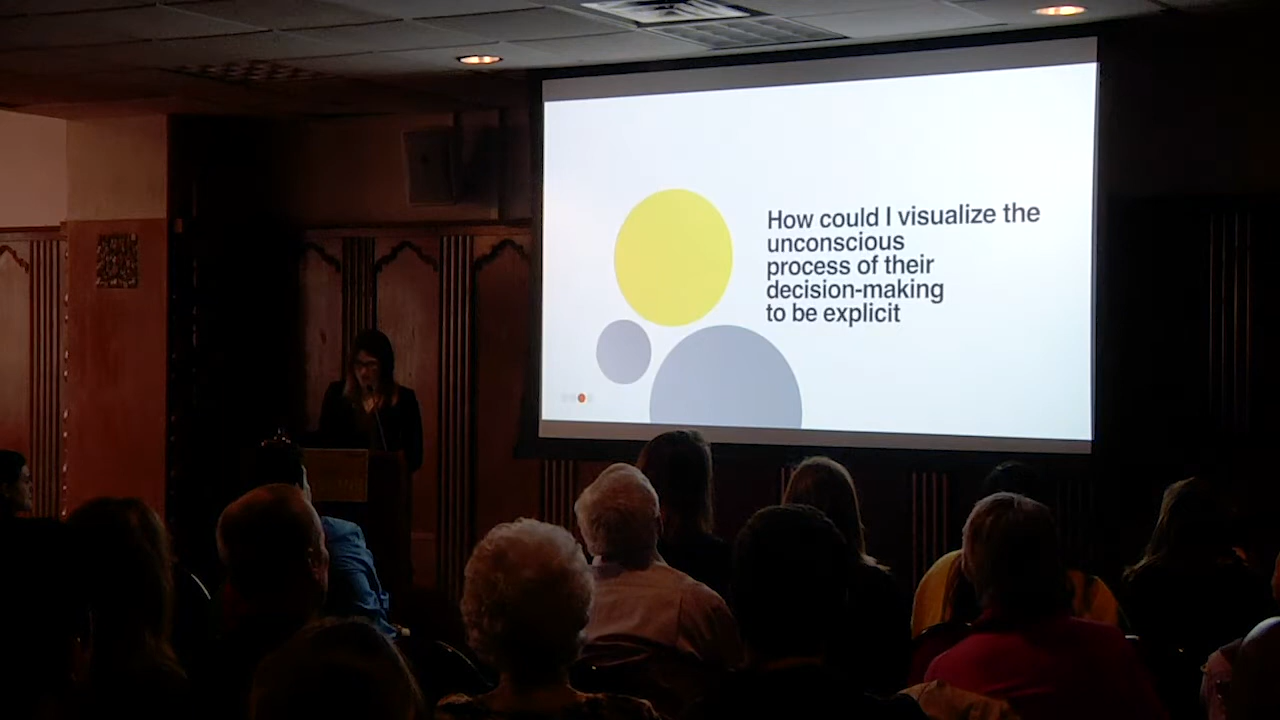 How could I visualize the
unconscious
process of their
decision-making
to be explicit